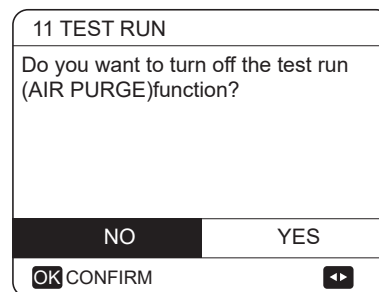 11 TEST RUN
Do you want to turn off the test run
(AIR PURGE)function?
NO YES
OK CONFIRM